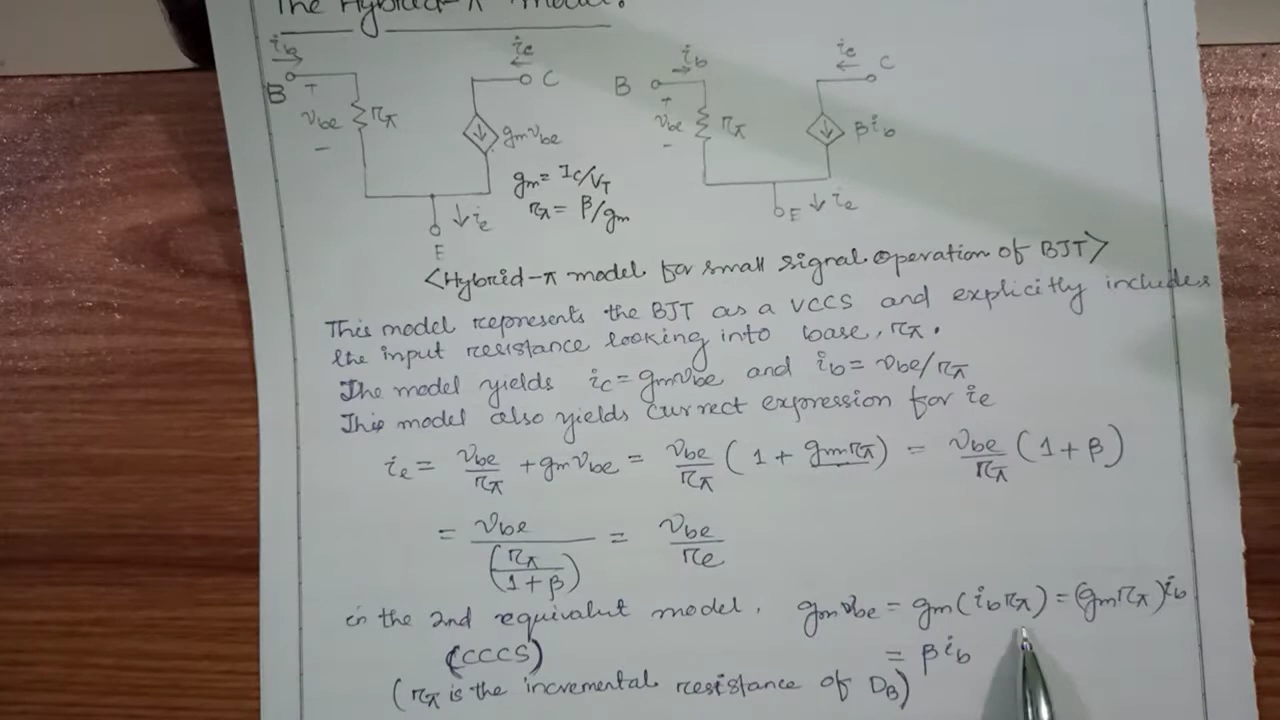 The Hybrid-π model.
ib ic ib ic
B + C B + C
vbe rπ gmvbe vbe rπ βib
- -
gm = Ic/VT
rπ = β/gm
ie ie
E E
<Hybrid-π model for small signal operation of BJT>
This model represents the BJT as a VCCS and explicitly includes
the input resistance looking into base, rπ.
The model yields ic = gmvbe and ib = vbe/rπ
This model also yields currect expression for ie
ie = vbe/rπ + gmvbe = vbe/rπ (1 + gmrπ) = vbe/rπ (1 + β)
= vbe/(rπ/1+β) = vbe/re
in the 2nd equivalut model, gmvbe = gm(ibrπ) = (gmrπ)ib
(CCCS) = βib
(rπ is the incremental resistance of DB)